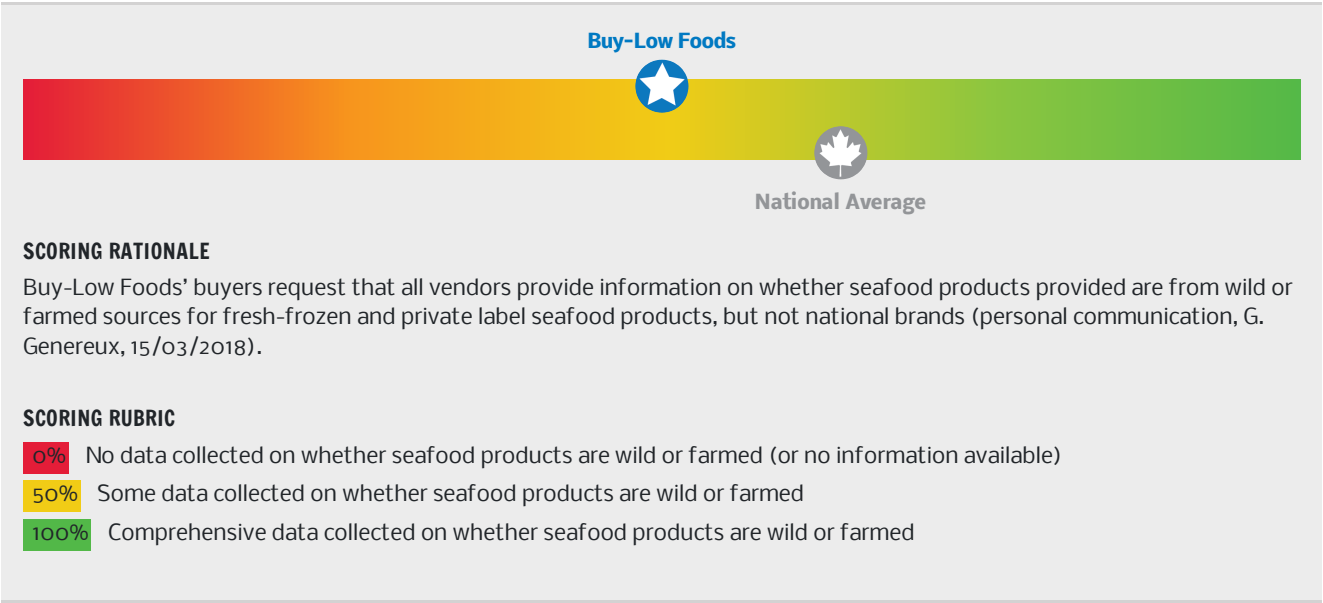 Buy-Low Foods
National Average
SCORING RATIONALE
Buy-Low Foods’ buyers request that all vendors provide information on whether seafood products provided are from wild or
farmed sources for fresh-frozen and private label seafood products, but not national brands (personal communication, G.
Genereux, 15/03/2018).
SCORING RUBRIC
0% No data collected on whether seafood products are wild or farmed (or no information available)
50% Some data collected on whether seafood products are wild or farmed
100% Comprehensive data collected on whether seafood products are wild or farmed